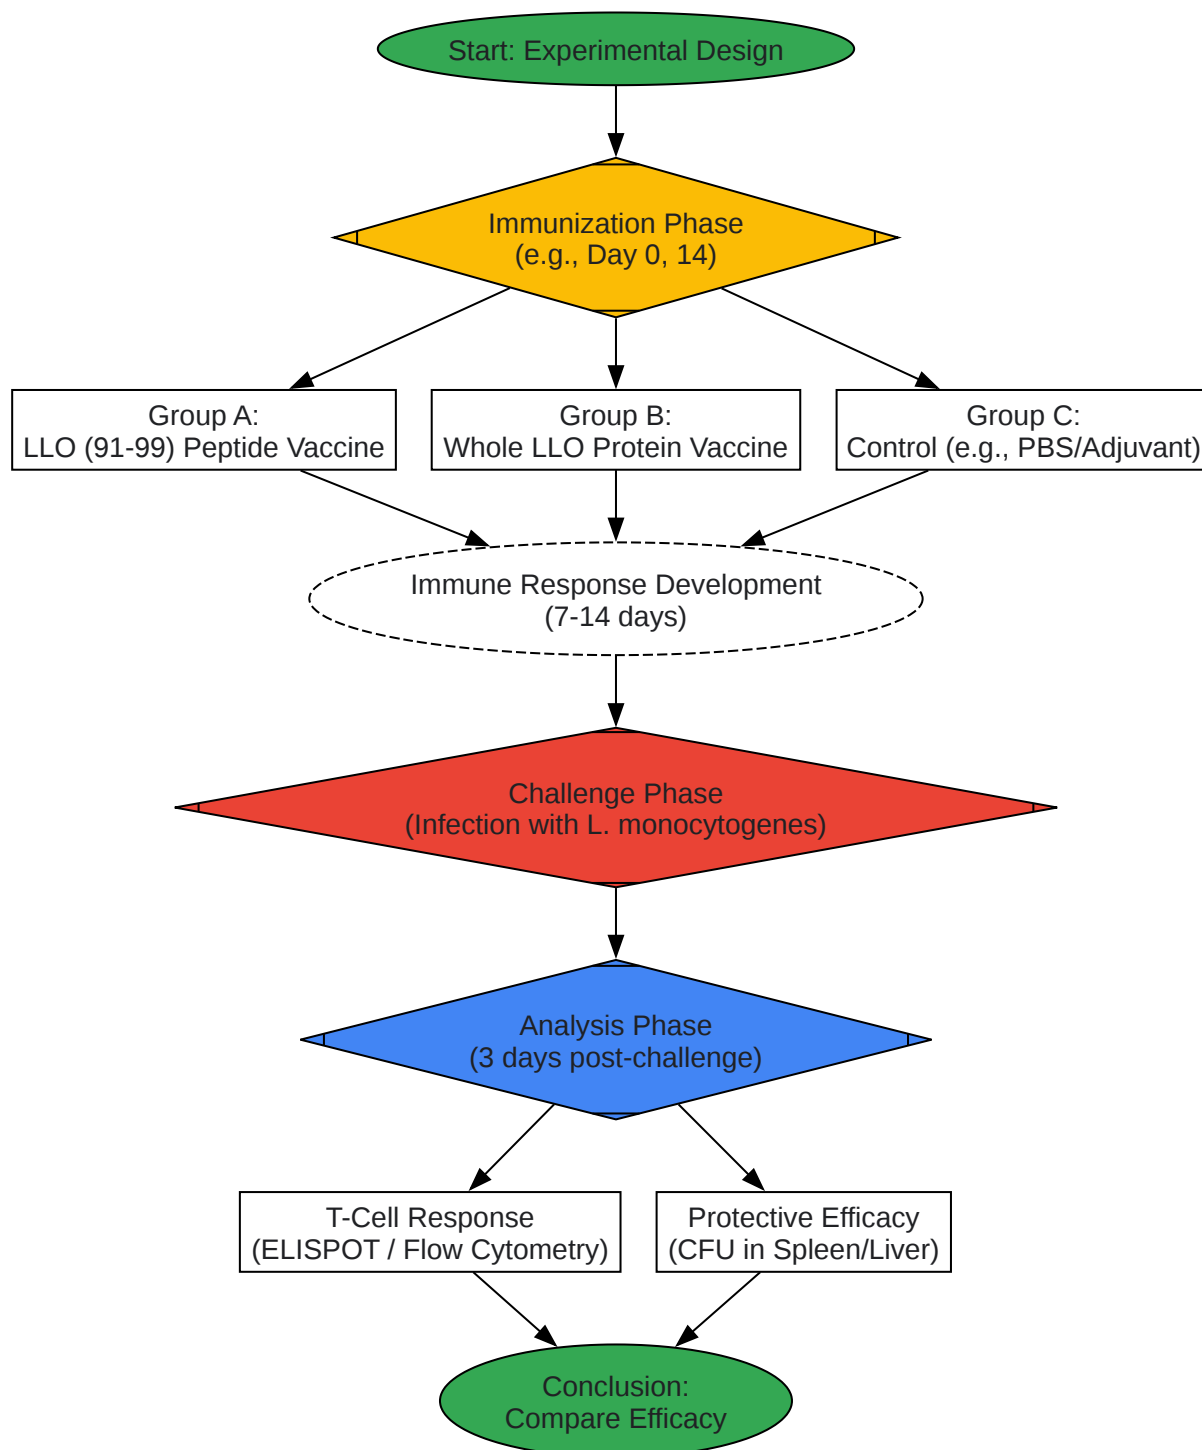 Start: Experimental Design
Immunization Phase
(e.g., Day 0, 14)
Group A:
LLO (91-99) Peptide Vaccine
Group B:
Whole LLO Protein Vaccine
Group C:
Control (e.g., PBS/Adjuvant)
Immune Response Development
(7-14 days)
Challenge Phase
(Infection with L. monocytogenes)
Analysis Phase
(3 days post-challenge)
T-Cell Response
(ELISPOT / Flow Cytometry)
Protective Efficacy
(CFU in Spleen/Liver)
Conclusion:
Compare Efficacy